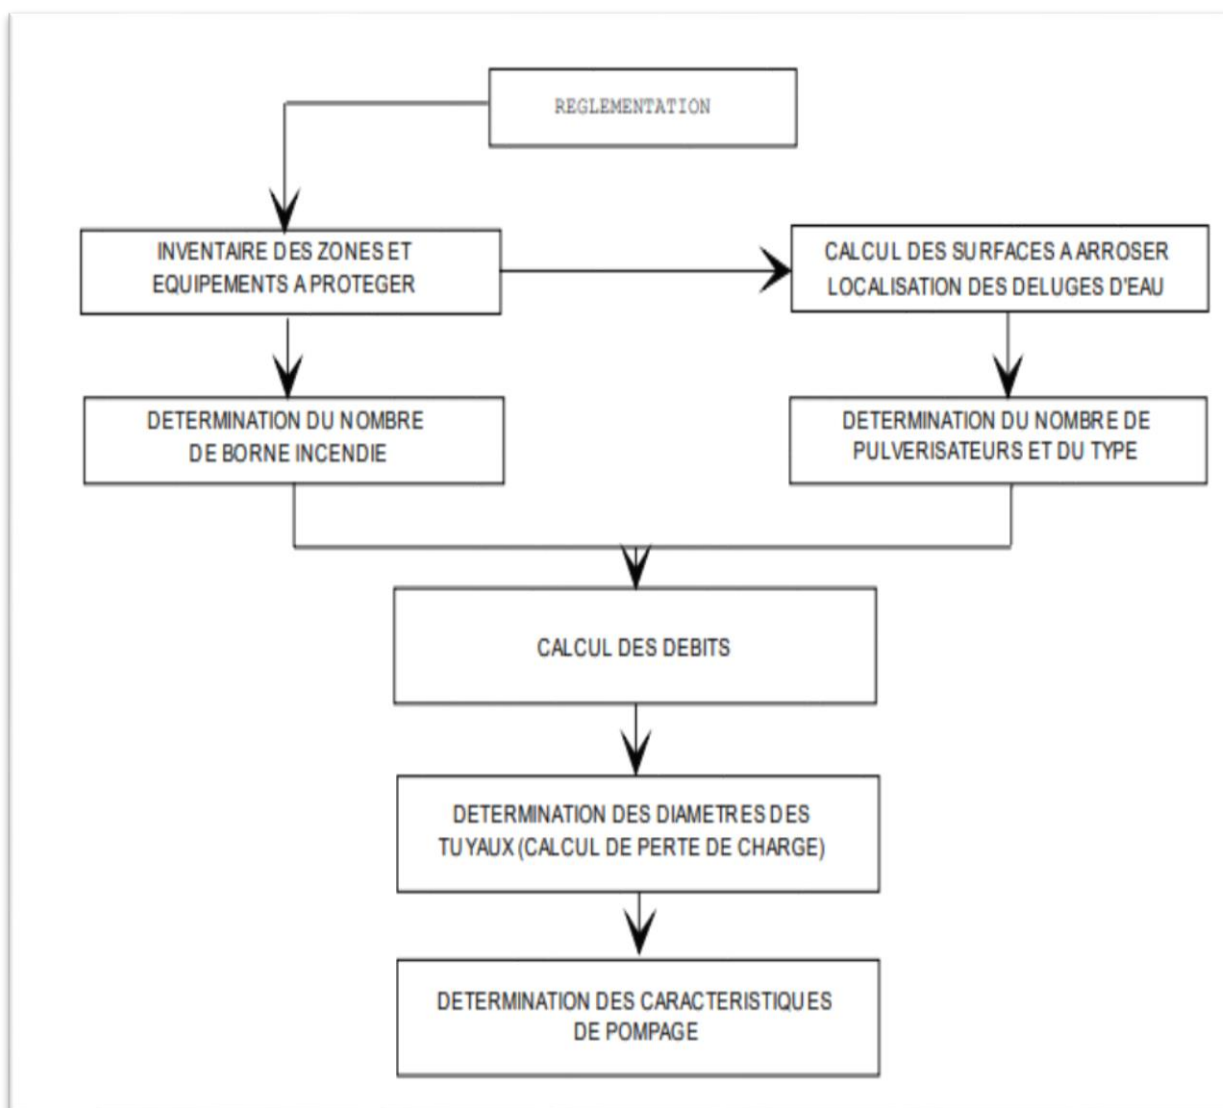 REGLEMENTATION
INVENTAIRE DES ZONES ET
EQUIPEMENTS A PROTEGER
CALCUL DES SURFACES A ARROSER
LOCALISATION DES DELUGES D'EAU
DETERMINATION DU NOMBRE
DE BORNE INCENDIE
DETERMINATION DU NOMBRE DE
PULVERISATEURS ET DU TYPE
CALCUL DES DEBITS
DETERMINATION DES DIAMETRES DES
TUYAUX (CALCUL DE PERTE DE CHARGE)
DETERMINATION DES CARACTERISTIQUES
DE POMPAGE